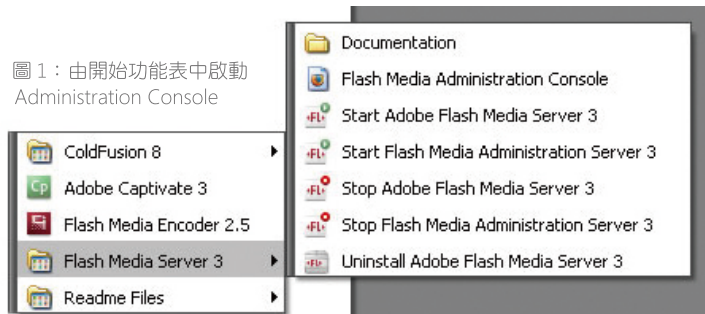 圖 1：由開始功能表中啟動
Administration Console
ColdFusion 8
Adobe Captivate 3
Flash Media Encoder 2.5
Flash Media Server 3
Readme Files
Documentation
Flash Media Administration Console
Start Adobe Flash Media Server 3
Start Flash Media Administration Server 3
Stop Adobe Flash Media Server 3
Stop Flash Media Administration Server 3
Uninstall Adobe Flash Media Server 3